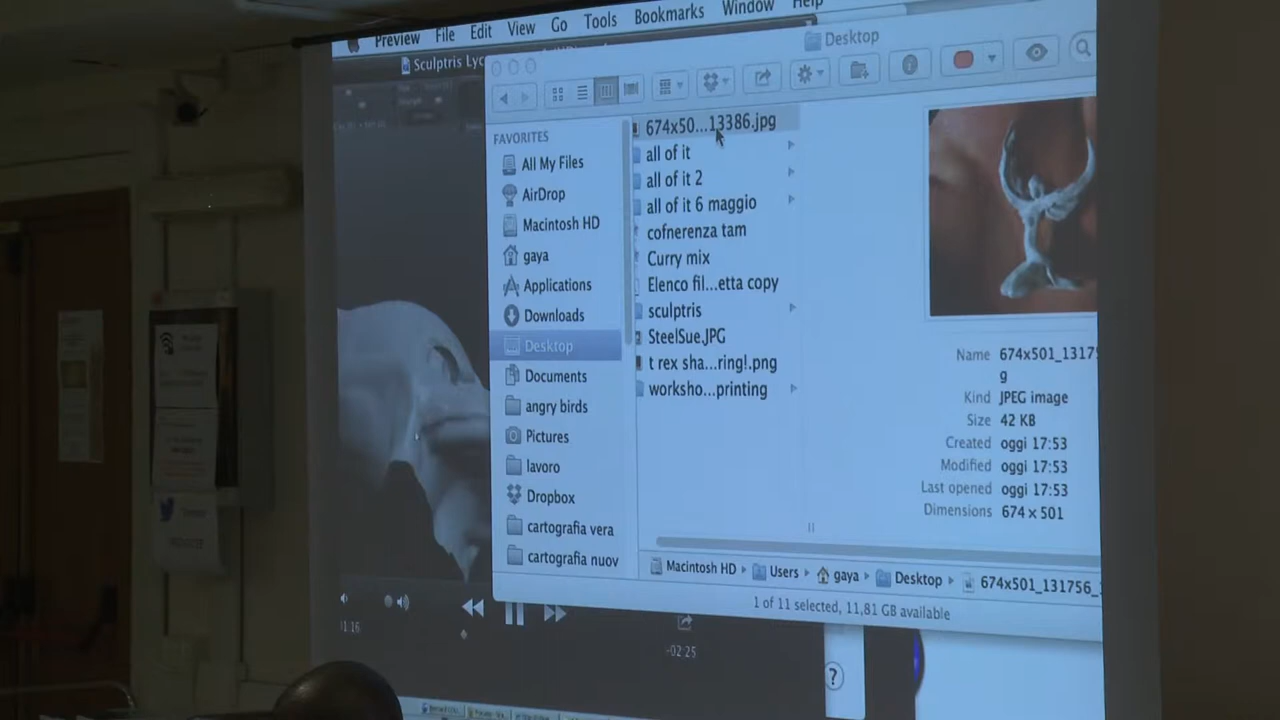 Preview File Edit View Go Tools Bookmarks Window Help
Sculptris Lyc
Desktop
FAVORITES
All My Files
AirDrop
Macintosh HD
gaya
Applications
Downloads
Desktop
Documents
angry birds
Pictures
lavoro
Dropbox
cartografia vera
cartografia nuov
674x50...13386.jpg
all of it
all of it 2
all of it 6 maggio
cofnerenza tam
Curry mix
Elenco fil...etta copy
sculptris
SteelSue.JPG
t rex sha...ring!.png
worksho...printing
Name 674x501_13175
g
Kind JPEG image
Size 42 KB
Created oggi 17:53
Modified oggi 17:53
Last opened oggi 17:53
Dimensions 674 x 501
Macintosh HD Users gaya Desktop 674x501_131756_
1 of 11 selected, 11,81 GB available
-02:25
?